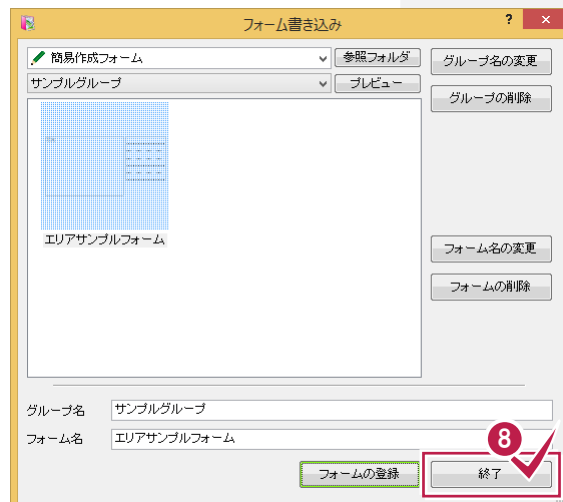 フォーム書き込み
簡易作成フォーム
参照フォルダ
グループ名の変更
サンプルグループ
プレビュー
グループの削除
エリアサンプルフォーム
フォーム名の変更
フォームの削除
グループ名
サンプルグループ
フォーム名
エリアサンプルフォーム
8
フォームの登録
終了